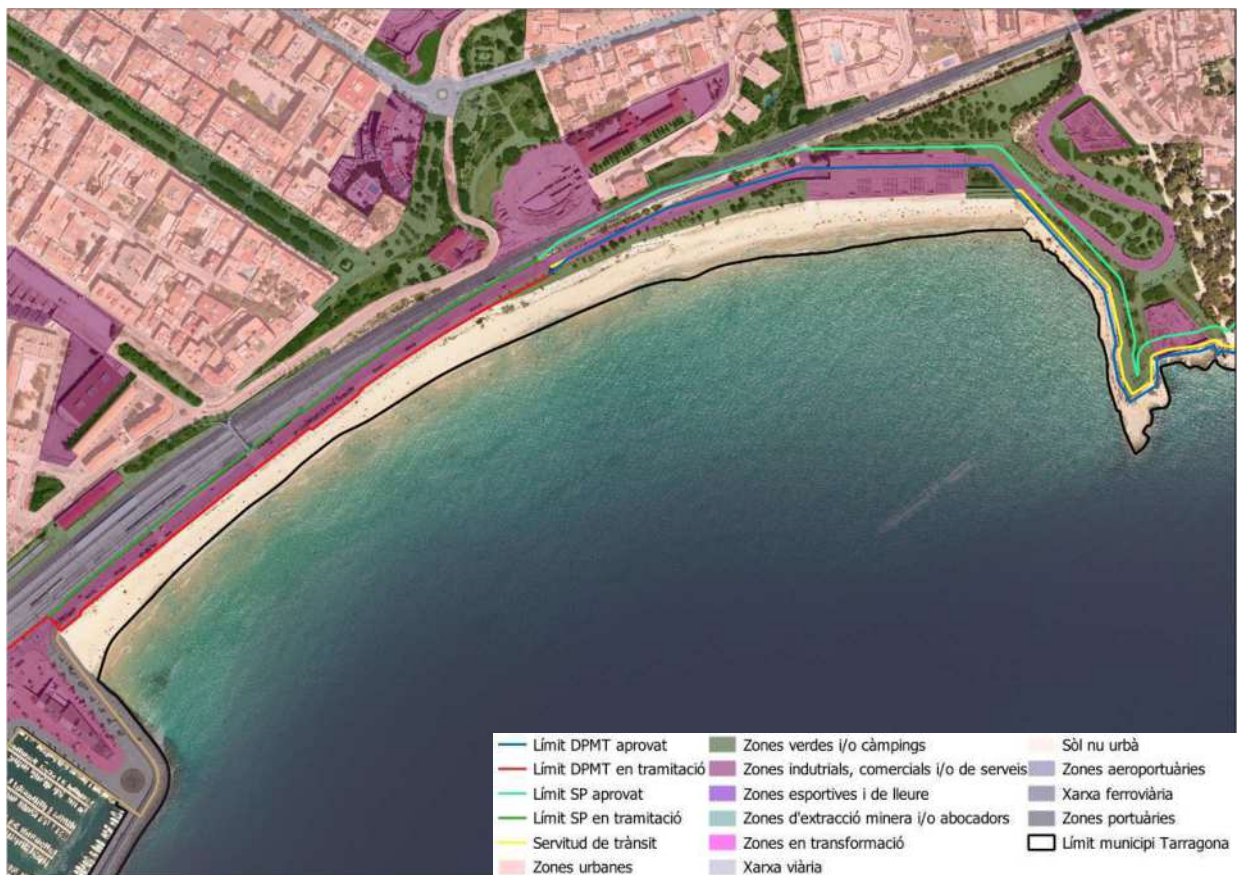 Límit DPMT aprovat
Límit DPMT en tramitació
Límit SP aprovat
Límit SP en tramitació
Servitud de trànsit
Zones urbanes
Zones verdes i/o càmpings
Zones indutrials, comercials i/o de serveis
Zones esportives i de lleure
Zones d'extracció minera i/o abocadors
Zones en transformació
Xarxa viària
Sòl nu urbà
Zones aeroportuàries
Xarxa ferroviària
Zones portuàries
Límit municipi Tarragona